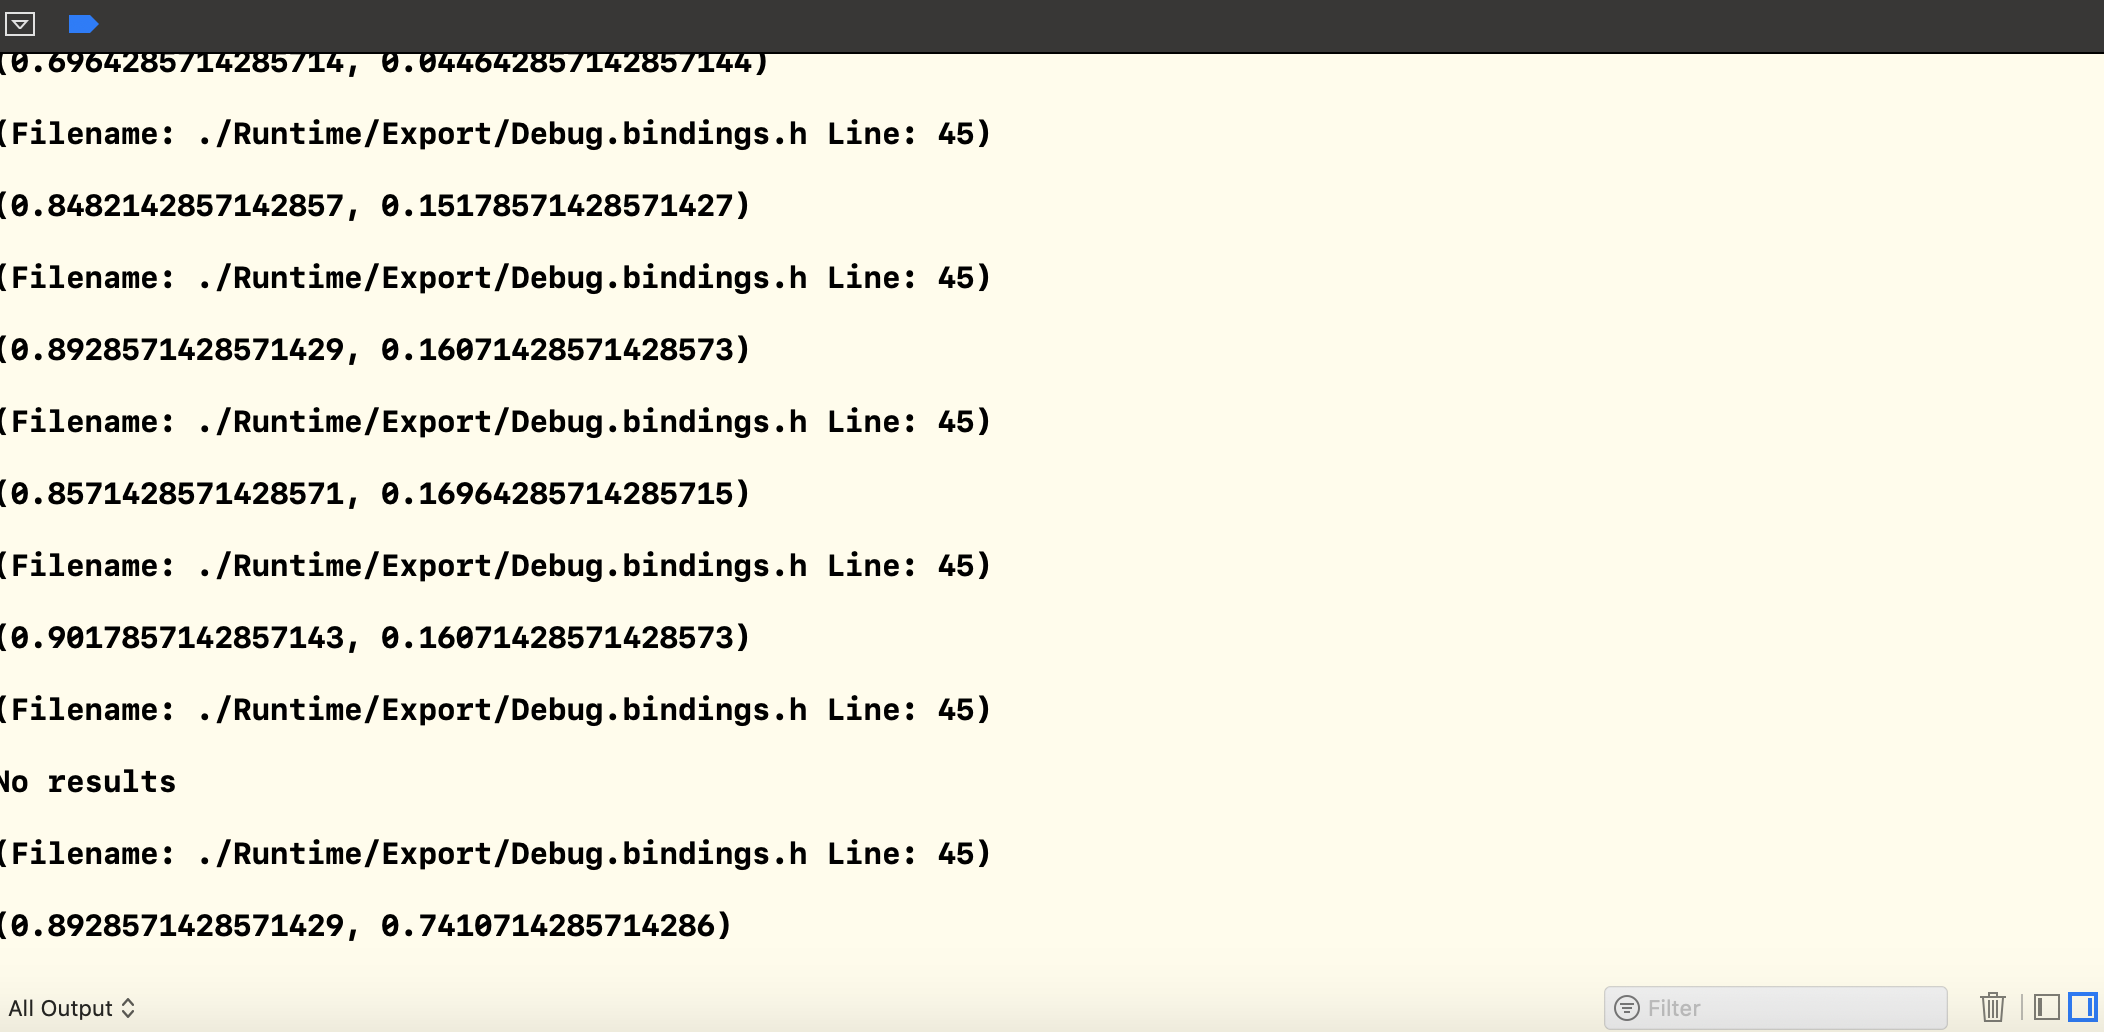 (0.6964285714285714, 0.044642857142857144)
(Filename: ./Runtime/Export/Debug.bindings.h Line: 45)
(0.8482142857142857, 0.15178571428571427)
(Filename: ./Runtime/Export/Debug.bindings.h Line: 45)
(0.8928571428571429, 0.16071428571428573)
(Filename: ./Runtime/Export/Debug.bindings.h Line: 45)
(0.8571428571428571, 0.16964285714285715)
(Filename: ./Runtime/Export/Debug.bindings.h Line: 45)
(0.9017857142857143, 0.16071428571428573)
(Filename: ./Runtime/Export/Debug.bindings.h Line: 45)
No results
(Filename: ./Runtime/Export/Debug.bindings.h Line: 45)
(0.8928571428571429, 0.7410714285714286)
All Output Filter